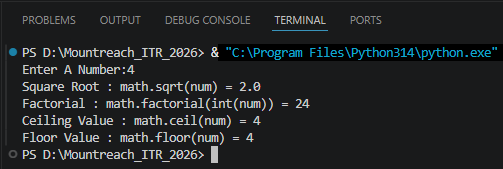 PROBLEMS OUTPUT DEBUG CONSOLE TERMINAL PORTS
PS D:\Mountreach_ITR_2026> & "C:\Program Files\Python314\python.exe"
Enter A Number:4
Square Root : math.sqrt(num) = 2.0
Factorial : math.factorial(int(num)) = 24
Ceiling Value : math.ceil(num) = 4
Floor Value : math.floor(num) = 4
PS D:\Mountreach_ITR_2026>